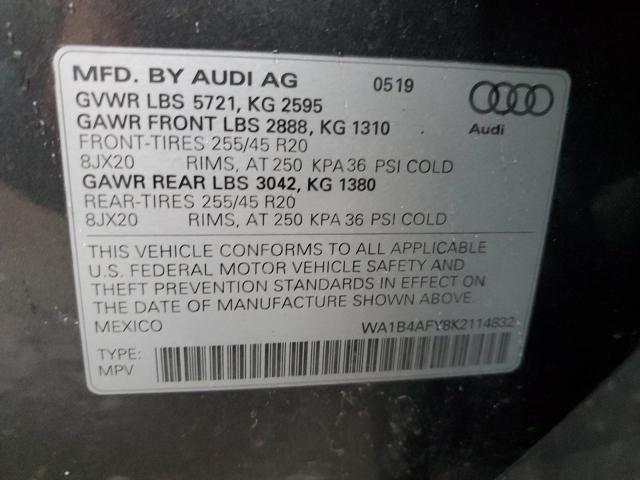 MFD. BY AUDI AG 0519
GVWR LBS 5721, KG 2595
GAWR FRONT LBS 2888, KG 1310
Audi
FRONT-TIRES 255/45 R20
8JX20 RIMS, AT 250 KPA 36 PSI COLD
GAWR REAR LBS 3042, KG 1380
REAR-TIRES 255/45 R20
8JX20 RIMS, AT 250 KPA 36 PSI COLD
THIS VEHICLE CONFORMS TO ALL APPLICABLE
U.S. FEDERAL MOTOR VEHICLE SAFETY AND
THEFT PREVENTION STANDARDS IN EFFECT ON
THE DATE OF MANUFACTURE SHOWN ABOVE.
MEXICO WA1B4AFY8K2114832
TYPE:
MPV